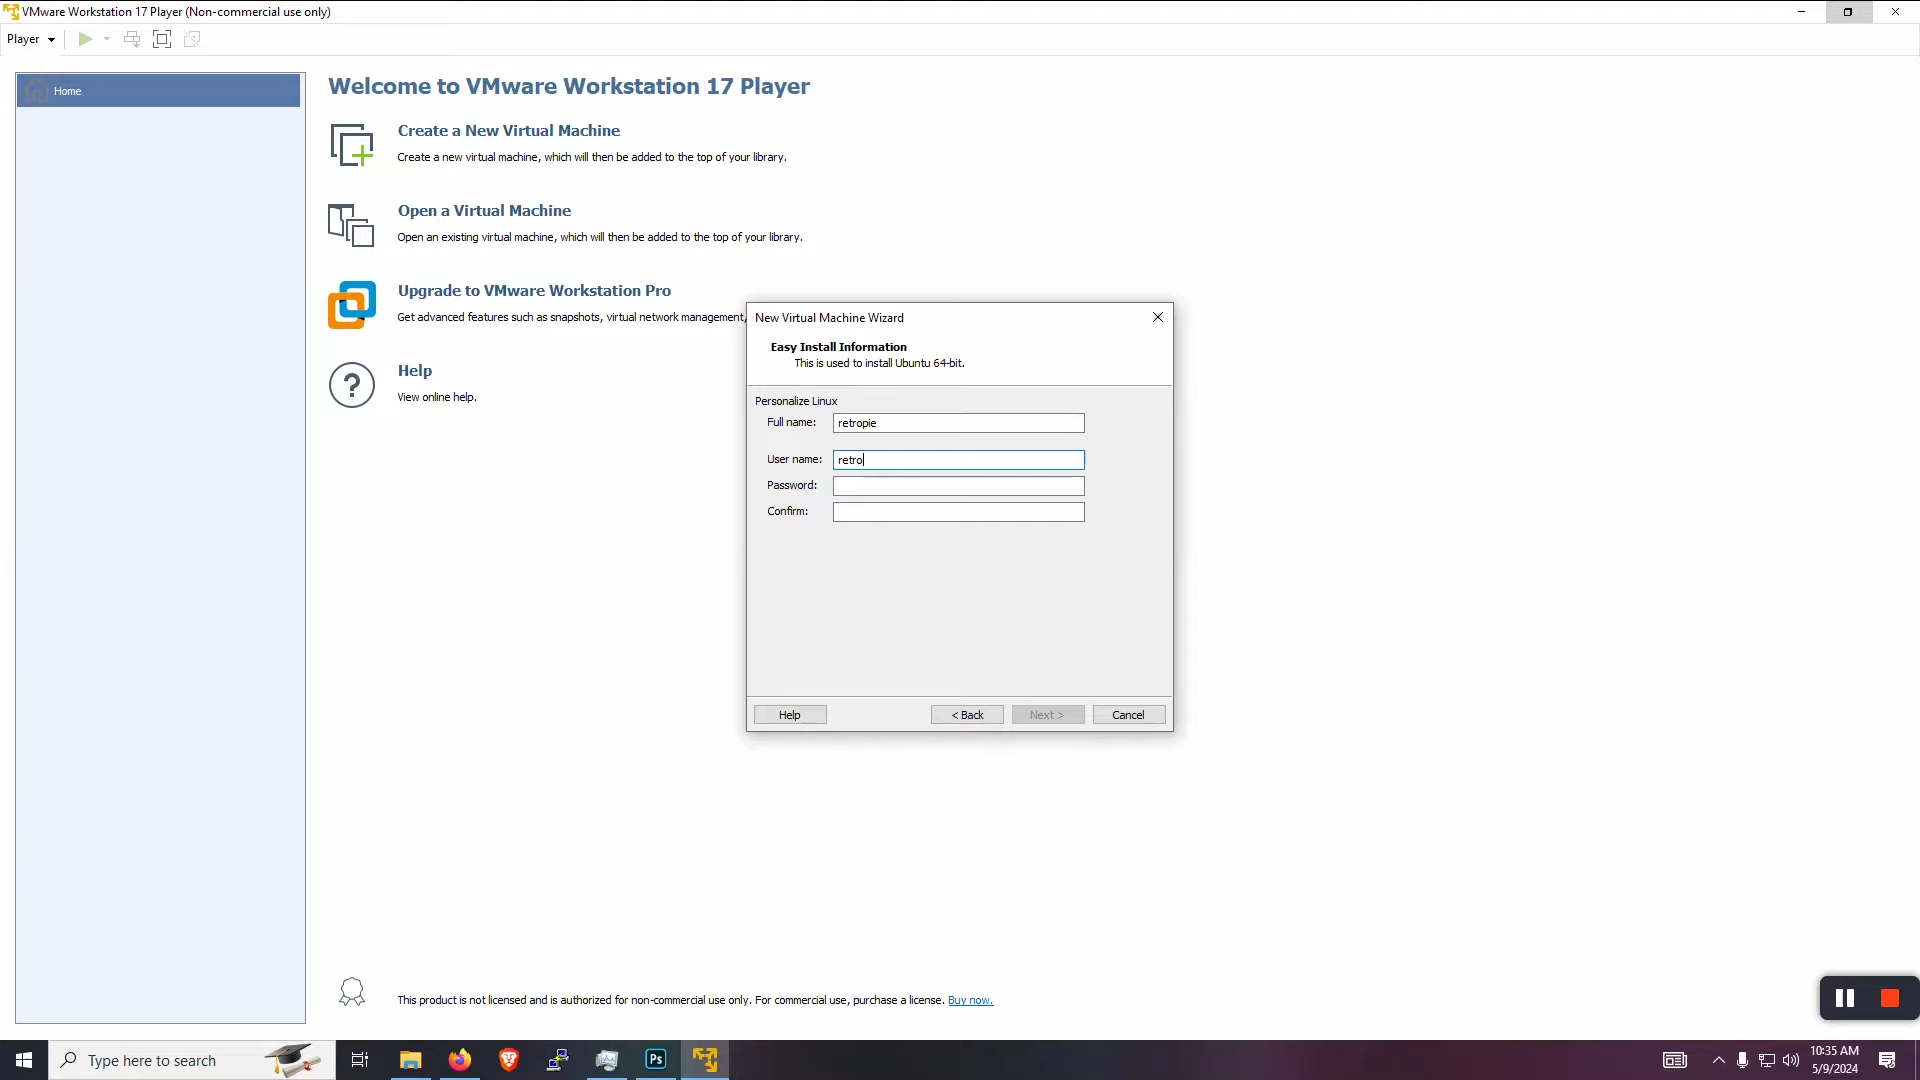 VMware Workstation 17 Player (Non-commercial use only)
Player
Home
Welcome to VMware Workstation 17 Player
Create a New Virtual Machine
Create a new virtual machine, which will then be added to the top of your library.
Open a Virtual Machine
Open an existing virtual machine, which will then be added to the top of your library.
Upgrade to VMware Workstation Pro
Get advanced features such as snapshots, virtual network management,
Help
View online help.
New Virtual Machine Wizard
Easy Install Information
This is used to install Ubuntu 64-bit.
Personalize Linux
Full name: retropie
User name: retro
Password:
Confirm:
Help < Back Next > Cancel
This product is not licensed and is authorized for non-commercial use only. For commercial use, purchase a license. Buy now.
Type here to search
Ps
10:35 AM
5/9/2024